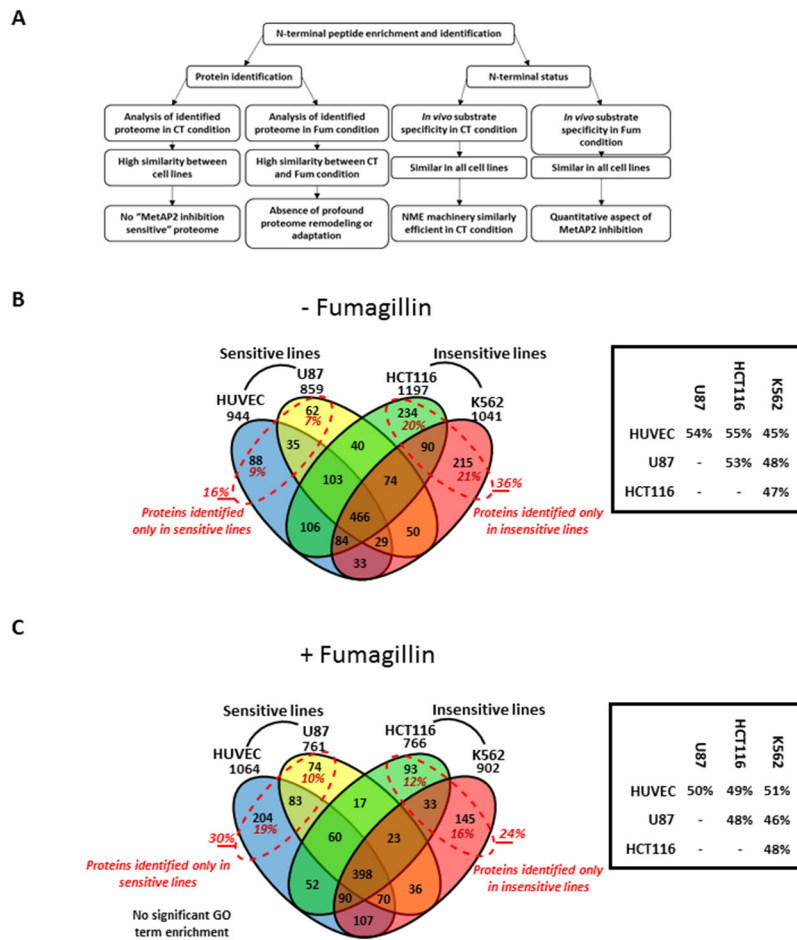 A
N-terminal peptide enrichment and identification
Protein identification
N-terminal status
Analysis of identified
proteome in CT condition
Analysis of identified
proteome in Fum condition
In vivo substrate
specificity in CT condition
In vivo substrate
specificity in Fum
condition
High similarity between
cell lines
High similarity between CT
and Fum condition
Similar in all cell lines
Similar in all cell lines
No "MetAP2 inhibition
sensitive" proteome
Absence of profound
proteome remodeling or
adaptation
NME machinery similarly
efficient in CT condition
Quantitative aspect of
MetAP2 inhibition
B
- Fumagillin
Sensitive lines
Insensitive lines
HUVEC
944
U87
859
HCT116
1197
K562
1041
62
7%
234
20%
35
40
90
88
9%
215
21%
103
74
16%
36%
466
Proteins identified
only in sensitive lines
Proteins identified only
in insensitive lines
106
50
84
29
33
U87
HCT116
K562
HUVEC 54% 55% 45%
U87 - 53% 48%
HCT116 - - 47%
C
+ Fumagillin
Sensitive lines
Insensitive lines
HUVEC
1064
U87
761
HCT116
766
K562
902
74
10%
93
12%
83
17
33
204
19%
145
16%
60
23
30%
24%
398
Proteins identified only in
sensitive lines
Proteins identified only
in insensitive lines
52
36
90
70
107
No significant GO
term enrichment
U87
HCT116
K562
HUVEC 50% 49% 51%
U87 - 48% 46%
HCT116 - - 48%